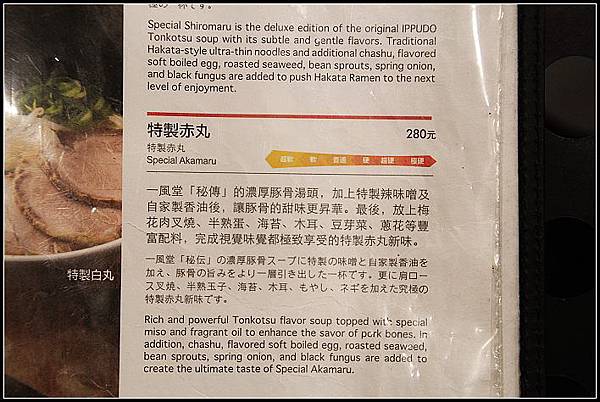 Special Shiromaru is the deluxe edition of the original IPPUDO
Tonkotsu soup with its subtle and gentle flavors. Traditional
Hakata-style ultra-thin noodles and additional chashu, flavored
soft boiled egg, roasted seaweed, bean sprouts, spring onion,
and black fungus are added to push Hakata Ramen to the next
level of enjoyment.
特製赤丸 280元
特製赤丸
Special Akamaru
超軟 軟 普通 硬 超硬 極硬
一風堂「秘傳」的濃厚豚骨湯頭，加上特製辣味噌及
自家製香油後，讓豚骨的甜味更昇華。最後，放上梅
花肉叉燒、半熟蛋、海苔、木耳、豆芽菜、蔥花等豐
富配料，完成視覺味覺都極致享受的特製赤丸新味。
一風堂「秘伝」の濃厚豚骨スープに特製の味噌と自家製香油を
加え、豚骨の旨みをより一層引き出した一杯です。更に肩ロー
ス叉焼、半熟玉子、海苔、木耳、もやし、ネギを加えた究極の
特製赤丸新味です。
Rich and powerful Tonkotsu flavor soup topped with special
miso and fragrant oil to enhance the savor of pork bones. In
addition, chashu, flavored soft boiled egg, roasted seaweed,
bean sprouts, spring onion, and black fungus are added to
create the ultimate taste of Special Akamaru.
特製白丸